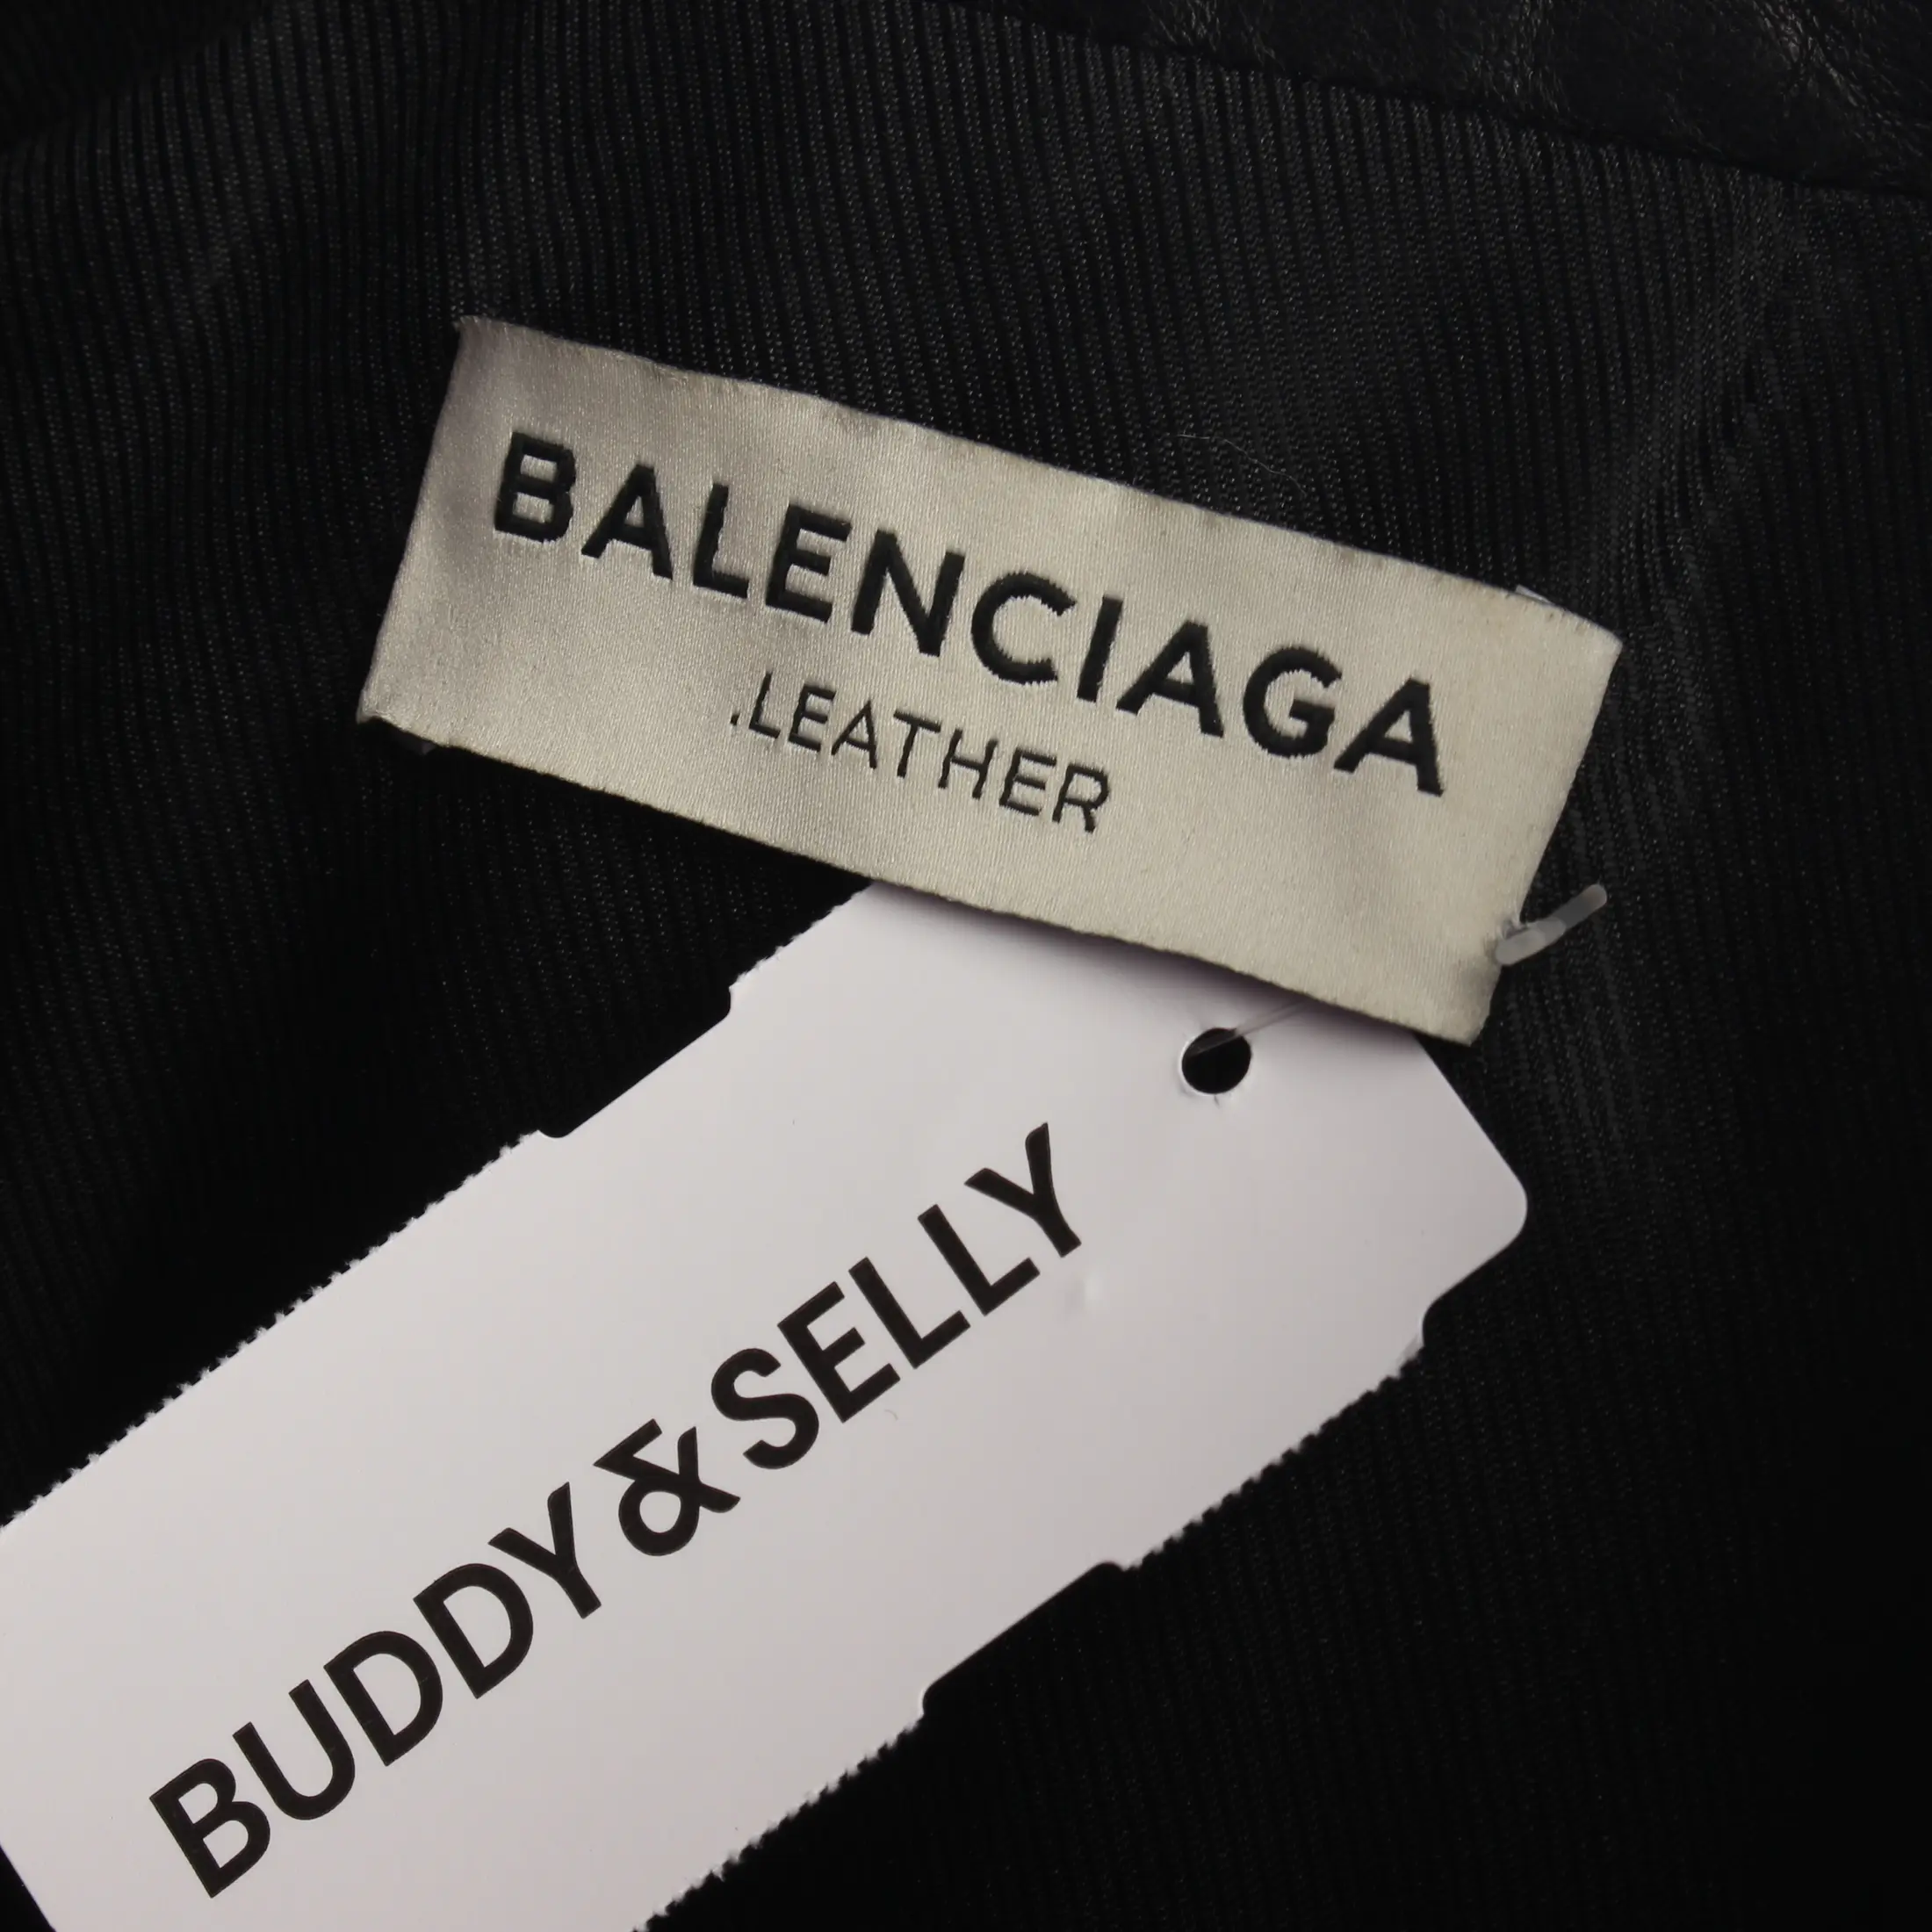 BALENCIAGA
.LEATHER
BUDDY & SELLY